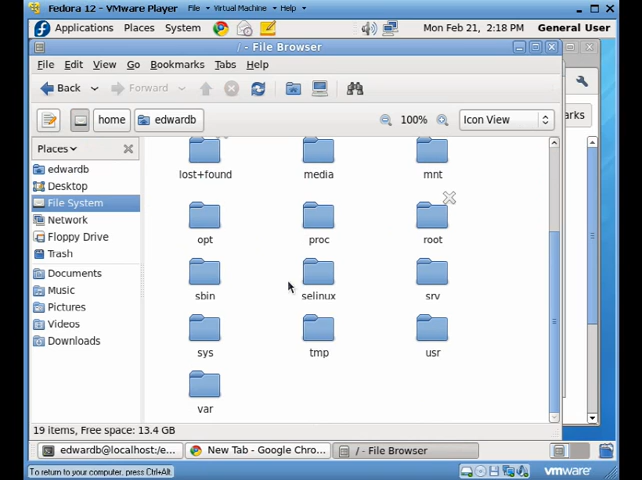 Fedora 12 - VMware Player File Virtual Machine Help
Applications Places System Mon Feb 21, 2:18 PM General User
/ - File Browser
File Edit View Go Bookmarks Tabs Help
Back Forward
home edwardb 100% Icon View arks
Places
edwardb
Desktop
File System
Network
Floppy Drive
Trash
Documents
Music
Pictures
Videos
Downloads
lost+found media mnt
opt proc root
sbin selinux srv
sys tmp usr
var
19 items, Free space: 13.4 GB
edwardb@localhost:/e... New Tab - Google Chro... / - File Browser
To return to your computer, press Ctrl+Alt. vmware